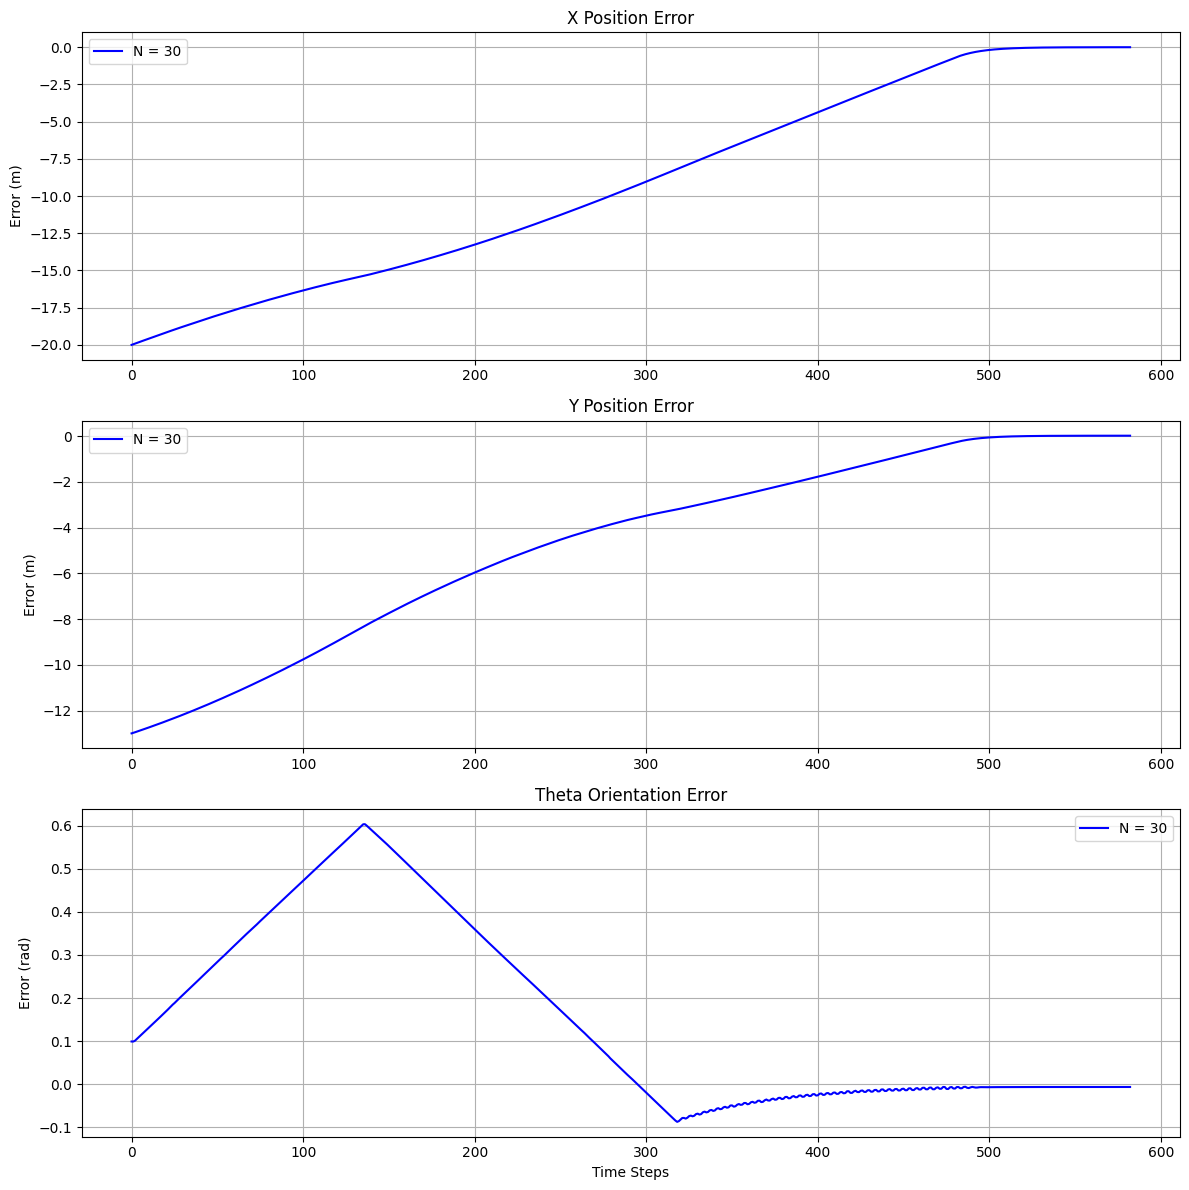 X Position Error
N = 30
Error (m)
0.0
−2.5
−5.0
−7.5
−10.0
−12.5
−15.0
−17.5
−20.0
0 100 200 300 400 500 600
Y Position Error
N = 30
Error (m)
0
−2
−4
−6
−8
−10
−12
0 100 200 300 400 500 600
Theta Orientation Error
N = 30
Error (rad)
0.6
0.5
0.4
0.3
0.2
0.1
0.0
−0.1
0 100 200 300 400 500 600
Time Steps